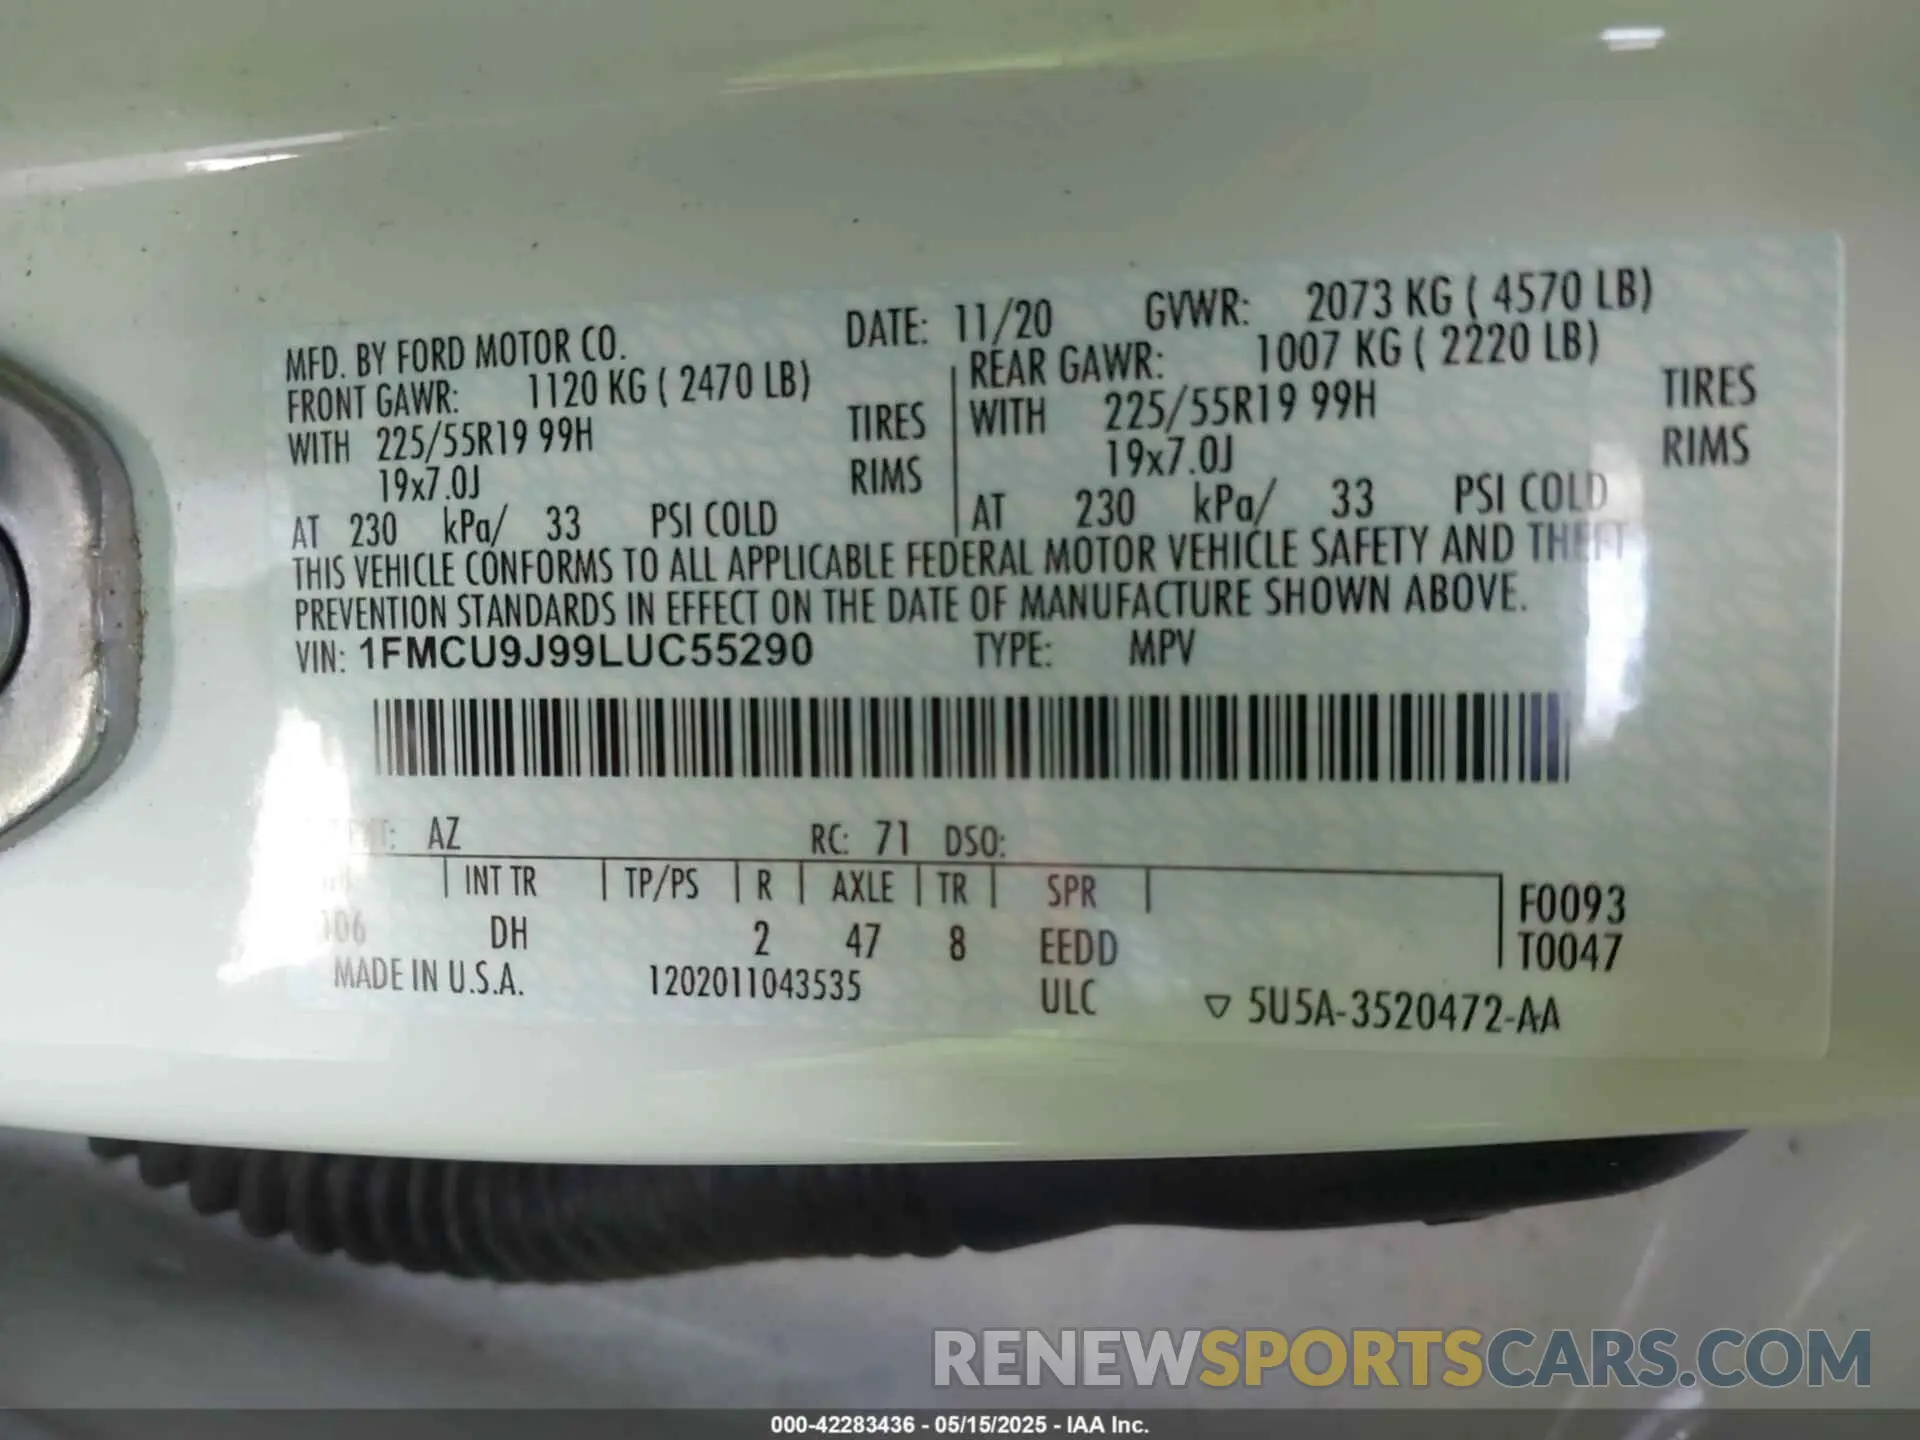 MFD. BY FORD MOTOR CO. DATE: 11/20 GVWR: 2073 KG ( 4570 LB)
FRONT GAWR: 1120 KG ( 2470 LB) REAR GAWR: 1007 KG ( 2220 LB)
WITH 225/55R19 99H TIRES WITH 225/55R19 99H TIRES
19x7.0J RIMS 19x7.0J RIMS
AT 230 kPa/ 33 PSI COLD AT 230 kPa/ 33 PSI COLD
THIS VEHICLE CONFORMS TO ALL APPLICABLE FEDERAL MOTOR VEHICLE SAFETY AND THEFT
PREVENTION STANDARDS IN EFFECT ON THE DATE OF MANUFACTURE SHOWN ABOVE.
VIN: 1FMCU9J99LUC55290 TYPE: MPV
AZ RC: 71 DSO:
INT TR TP/PS R AXLE TR SPR F0093
DH 2 47 8 EEDD T0047
MADE IN U.S.A. 1202011043535 ULC ▽ 5U5A-3520472-AA
RENEWSPORTSCARS.COM
000-42283436 - 05/15/2025 - IAA Inc.